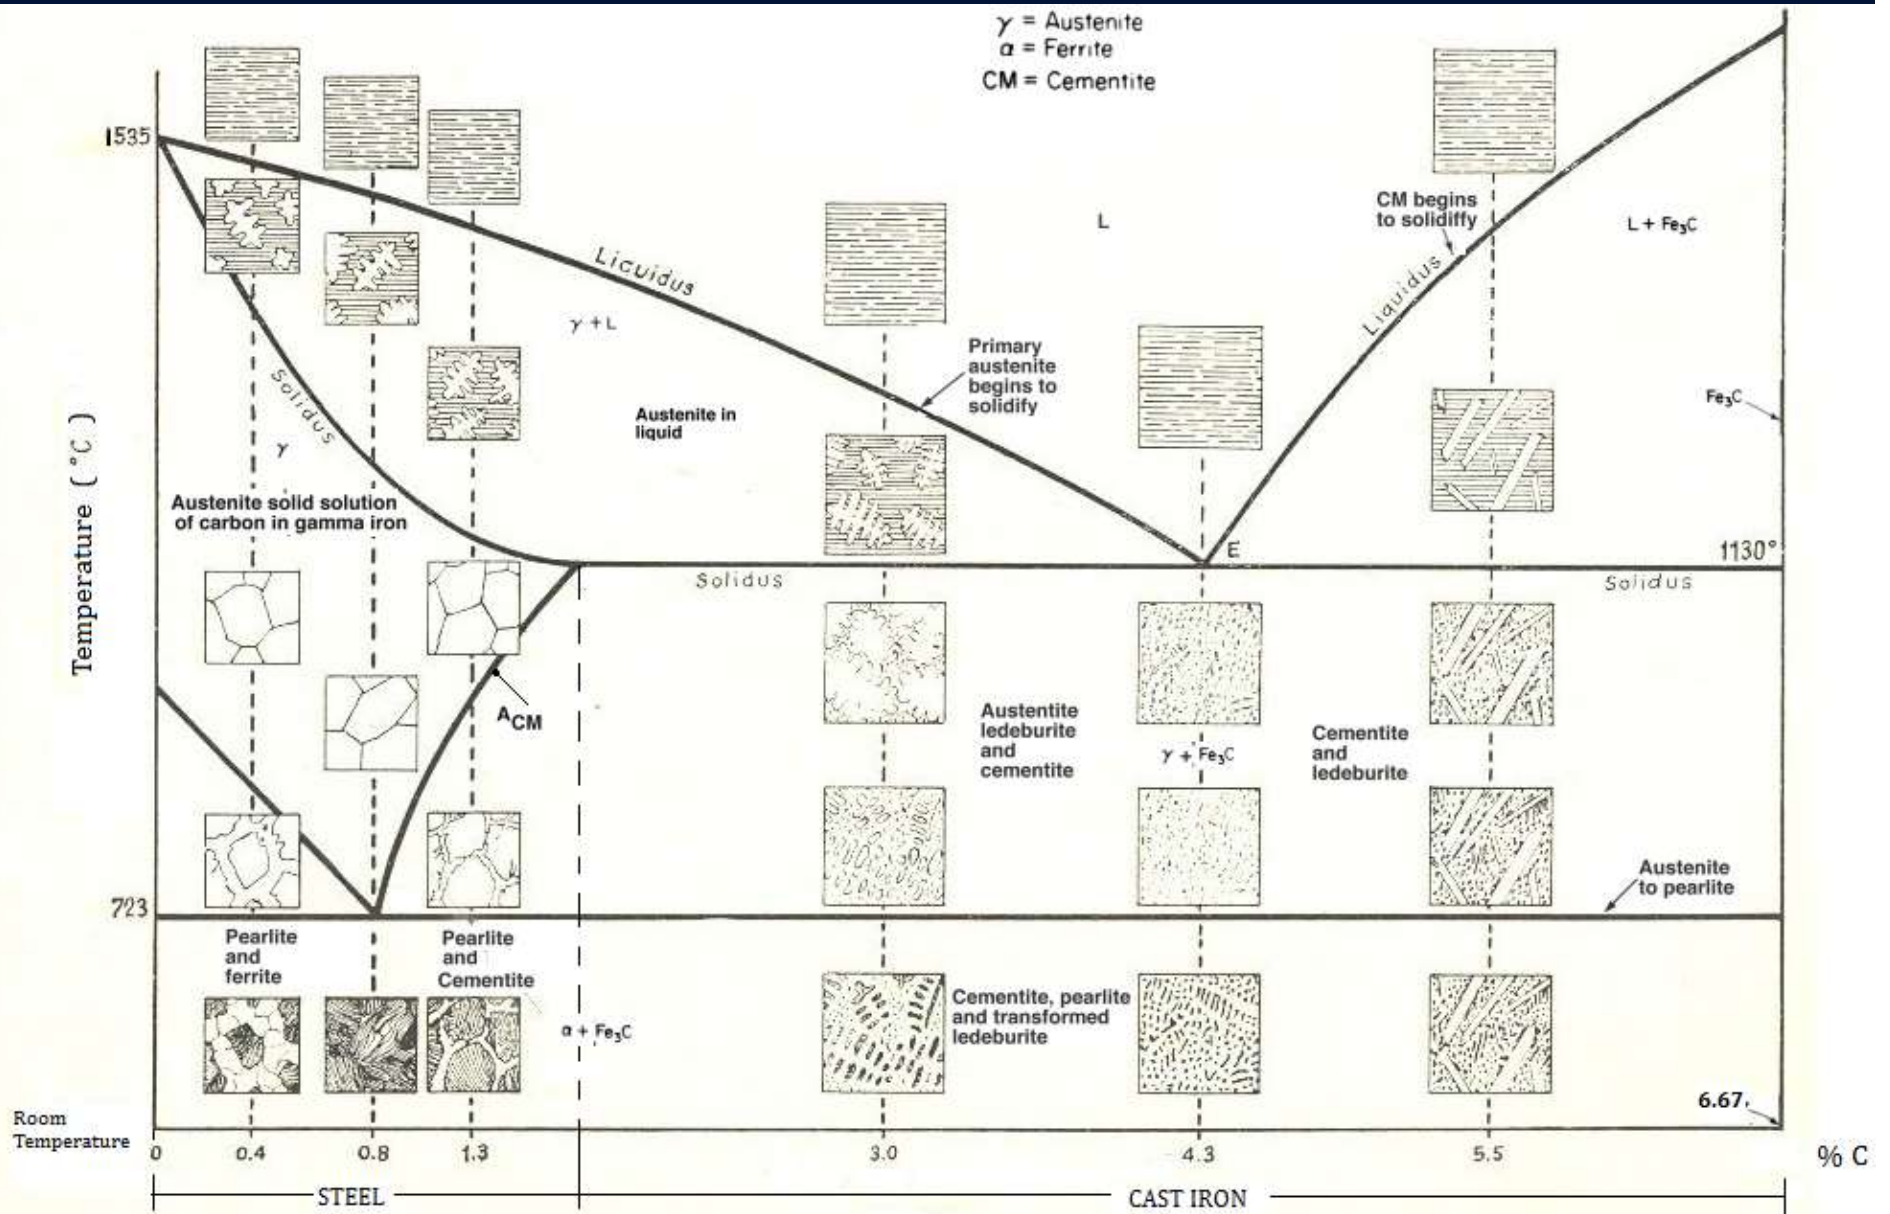 γ = Austenite
α = Ferrite
CM = Cementite
1535
Licuidus
γ + L
Solidus
γ
Austenite in
liquid
Primary
austenite
begins to
solidify
L
CM begins
to solidiffy
Liquidus
L + Fe₃C
Fe₃C
Temperature ( °C )
Austenite solid solution
of carbon in gamma iron
E
1130°
Solidus
Solidus
ACM
Austentite
ledeburite
and
cementite
γ + Fe₃C
Cementite
and
ledeburite
Austenite
to pearlite
723
Pearlite
and
ferrite
Pearlite
and
Cementite
α + Fe₃C
Cementite, pearlite
and transformed
ledeburite
6.67
Room
Temperature
0 0.4 0.8 1.3 3.0 4.3 5.5 % C
STEEL CAST IRON